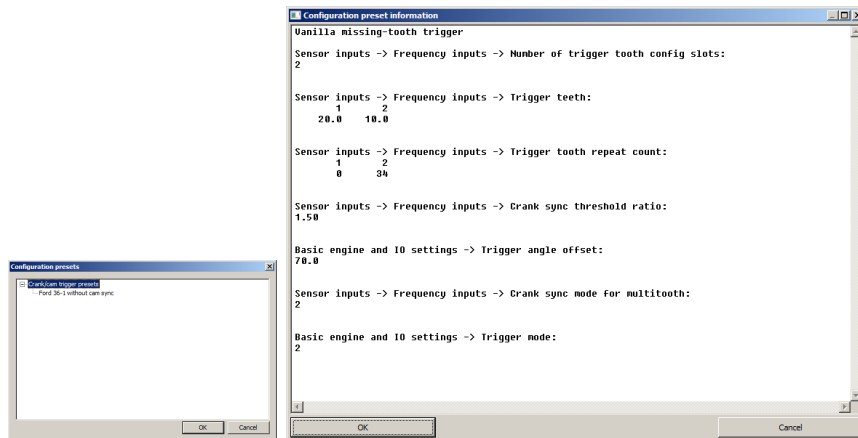 Configuration presets
Crank/cam trigger presets
Ford 36-1 without cam sync
OK Cancel
Configuration preset information
Vanilla missing-tooth trigger
Sensor inputs -> Frequency inputs -> Number of trigger tooth config slots:
2
Sensor inputs -> Frequency inputs -> Trigger teeth:
1 2
20.0 10.0
Sensor inputs -> Frequency inputs -> Trigger tooth repeat count:
1 2
0 34
Sensor inputs -> Frequency inputs -> Crank sync threshold ratio:
1.50
Basic engine and IO settings -> Trigger angle offset:
70.0
Sensor inputs -> Frequency inputs -> Crank sync mode for multitooth:
2
Basic engine and IO settings -> Trigger mode:
2
OK Cancel